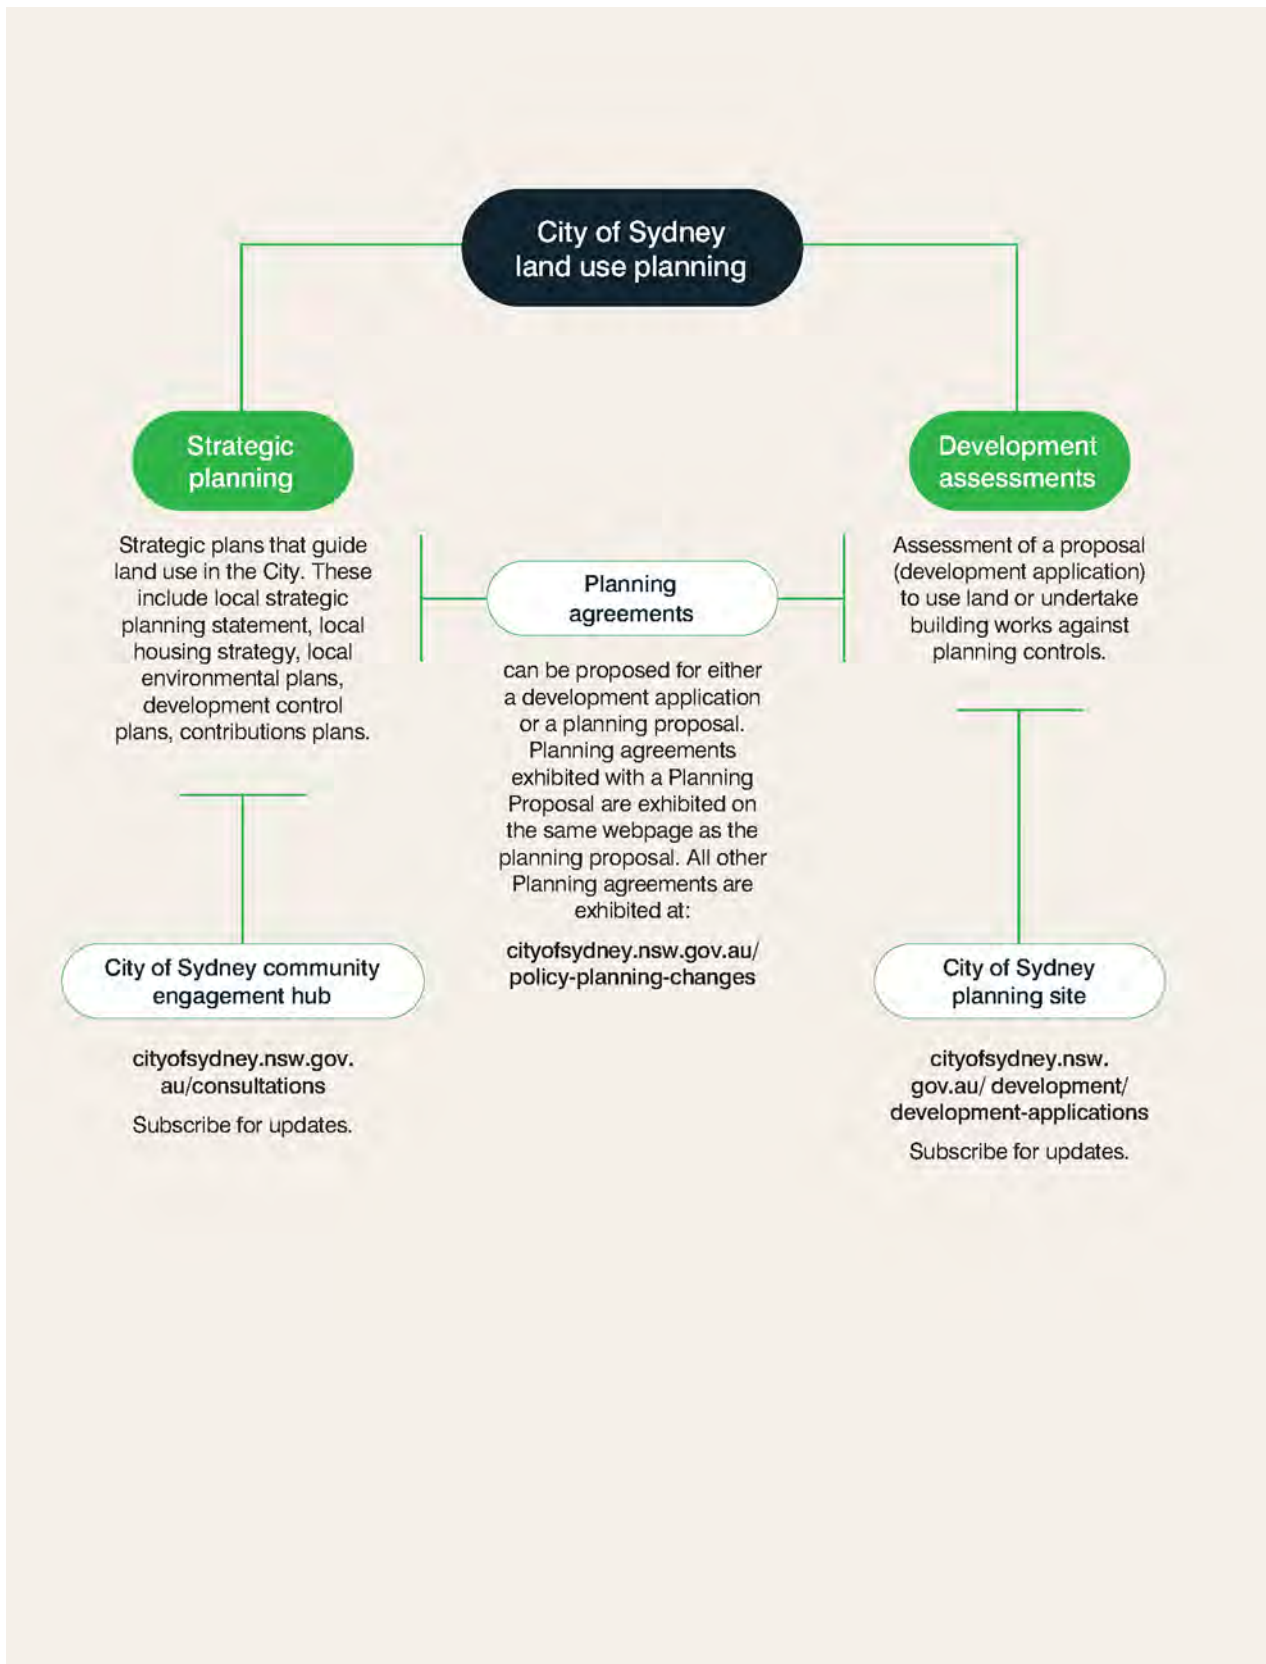 City of Sydney
land use planning
Strategic
planning
Strategic plans that guide
land use in the City. These
include local strategic
planning statement, local
housing strategy, local
environmental plans,
development control
plans, contributions plans.
City of Sydney community
engagement hub
cityofsydney.nsw.gov.
au/consultations
Subscribe for updates.
Planning
agreements
can be proposed for either
a development application
or a planning proposal.
Planning agreements
exhibited with a Planning
Proposal are exhibited on
the same webpage as the
planning proposal. All other
Planning agreements are
exhibited at:
cityofsydney.nsw.gov.au/
policy-planning-changes
Development
assessments
Assessment of a proposal
(development application)
to use land or undertake
building works against
planning controls.
City of Sydney
planning site
cityofsydney.nsw.
gov.au/ development/
development-applications
Subscribe for updates.